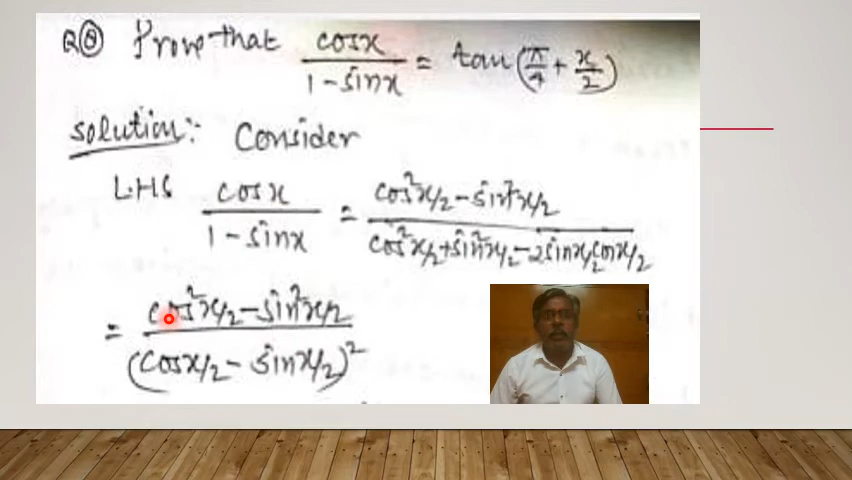 Q⑧ Prove that cosx / 1 - sinx = tan(π/4 + x/2)
solution:- Consider
L.H.S cosx / 1 - sinx = cos²x/2 - sin²x/2 / cos²x/2 + sin²x/2 - 2sinx/2 cosx/2
= cos²x/2 - sin²x/2 / (cosx/2 - sinx/2)²